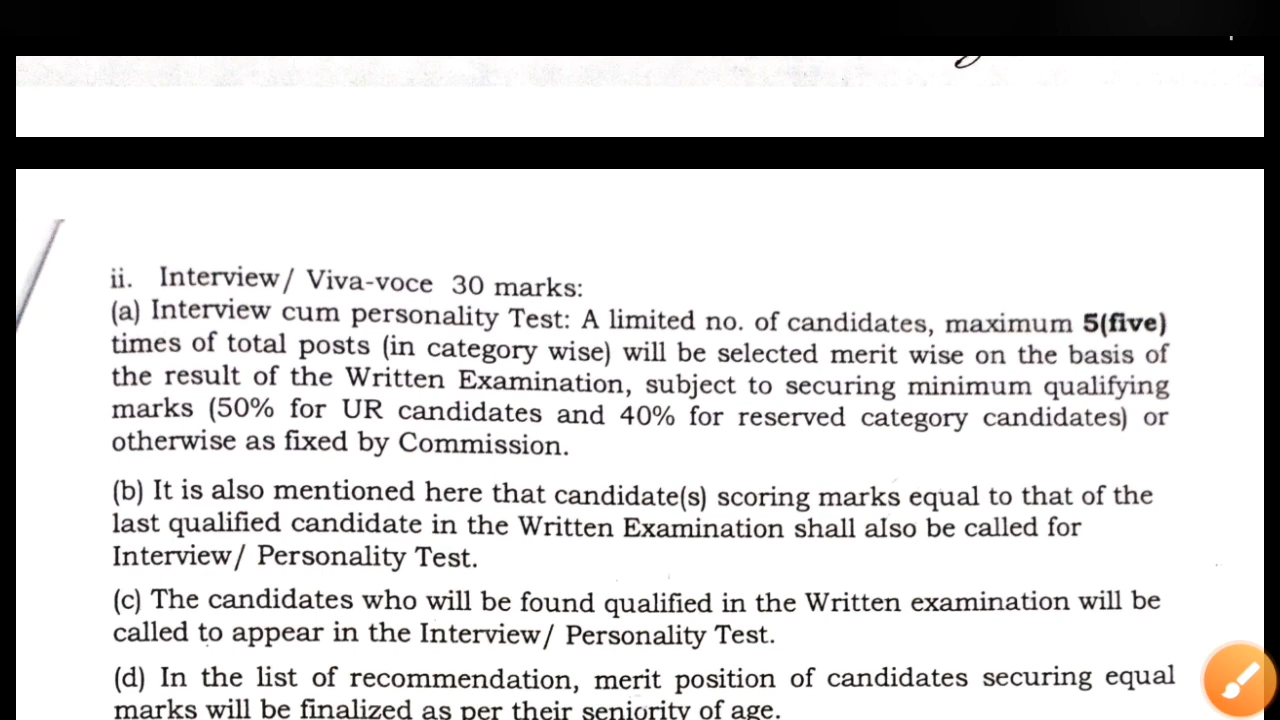 ii. Interview/ Viva-voce 30 marks:
(a) Interview cum personality Test: A limited no. of candidates, maximum 5(five)
times of total posts (in category wise) will be selected merit wise on the basis of
the result of the Written Examination, subject to securing minimum qualifying
marks (50% for UR candidates and 40% for reserved category candidates) or
otherwise as fixed by Commission.
(b) It is also mentioned here that candidate(s) scoring marks equal to that of the
last qualified candidate in the Written Examination shall also be called for
Interview/ Personality Test.
(c) The candidates who will be found qualified in the Written examination will be
called to appear in the Interview/ Personality Test.
(d) In the list of recommendation, merit position of candidates securing equal
marks will be finalized as per their seniority of age.